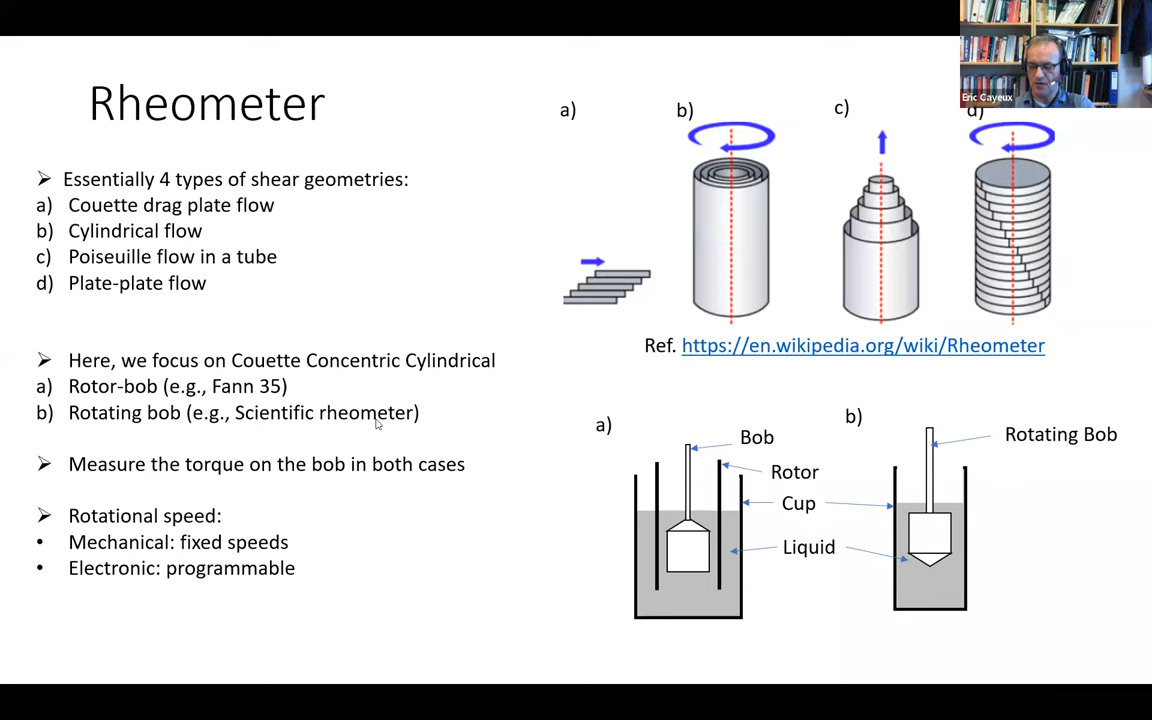 Rheometer
Eric Cayeux
a)
b)
c)
d)
➢ Essentially 4 types of shear geometries:
a) Couette drag plate flow
b) Cylindrical flow
c) Poiseuille flow in a tube
d) Plate-plate flow
Ref. https://en.wikipedia.org/wiki/Rheometer
➢ Here, we focus on Couette Concentric Cylindrical
a) Rotor-bob (e.g., Fann 35)
b) Rotating bob (e.g., Scientific rheometer)
➢ Measure the torque on the bob in both cases
➢ Rotational speed:
• Mechanical: fixed speeds
• Electronic: programmable
a)
Bob
Rotor
Cup
Liquid
b)
Rotating Bob